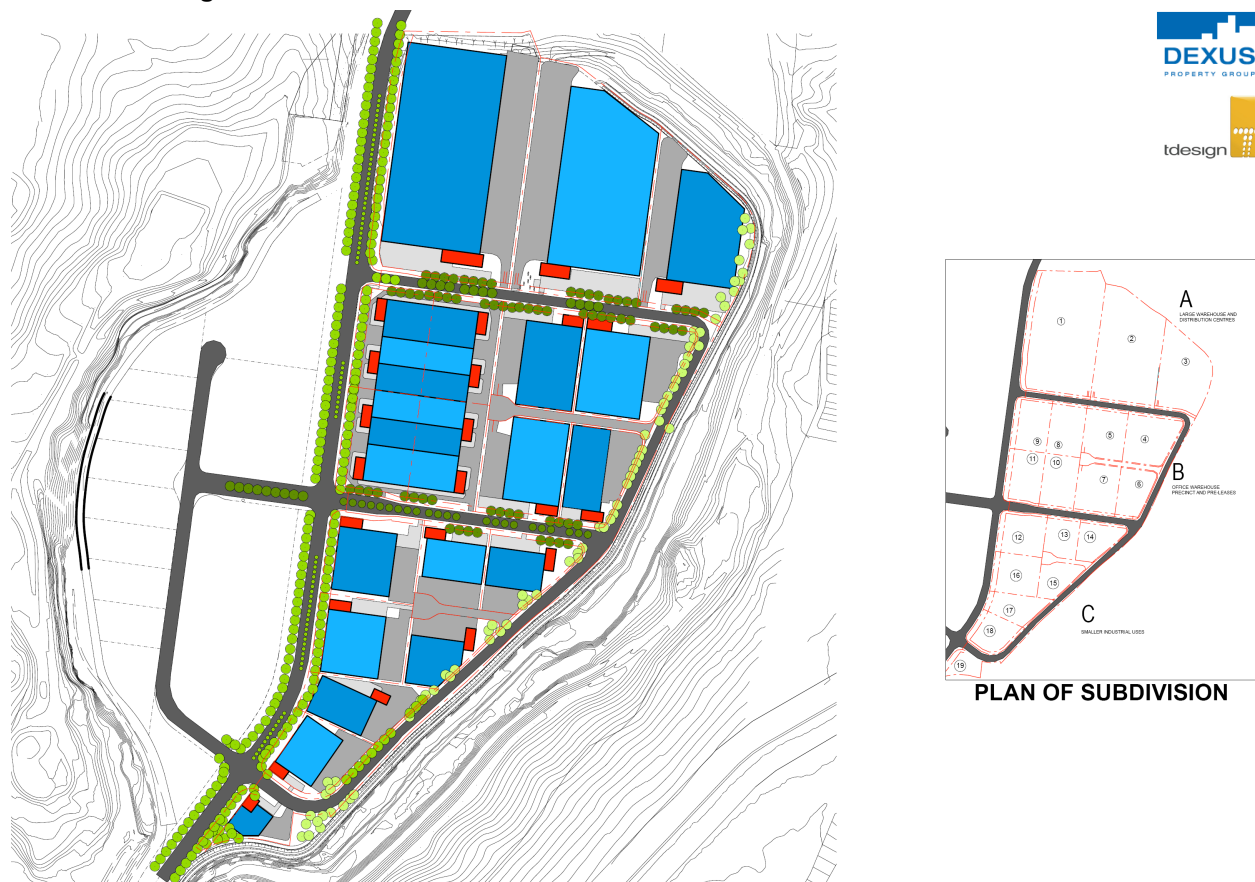 DEXUS
PROPERTY GROUP
tdesign
A
LARGE WAREHOUSE AND
DISTRIBUTION CENTRES
1
2
3
B
OFFICE WAREHOUSE
PRECINCT AND PRE-LEASES
5
4
9
8
11
10
7
6
12
13
14
16
15
17
18
19
C
SMALLER INDUSTRIAL USES
PLAN OF SUBDIVISION